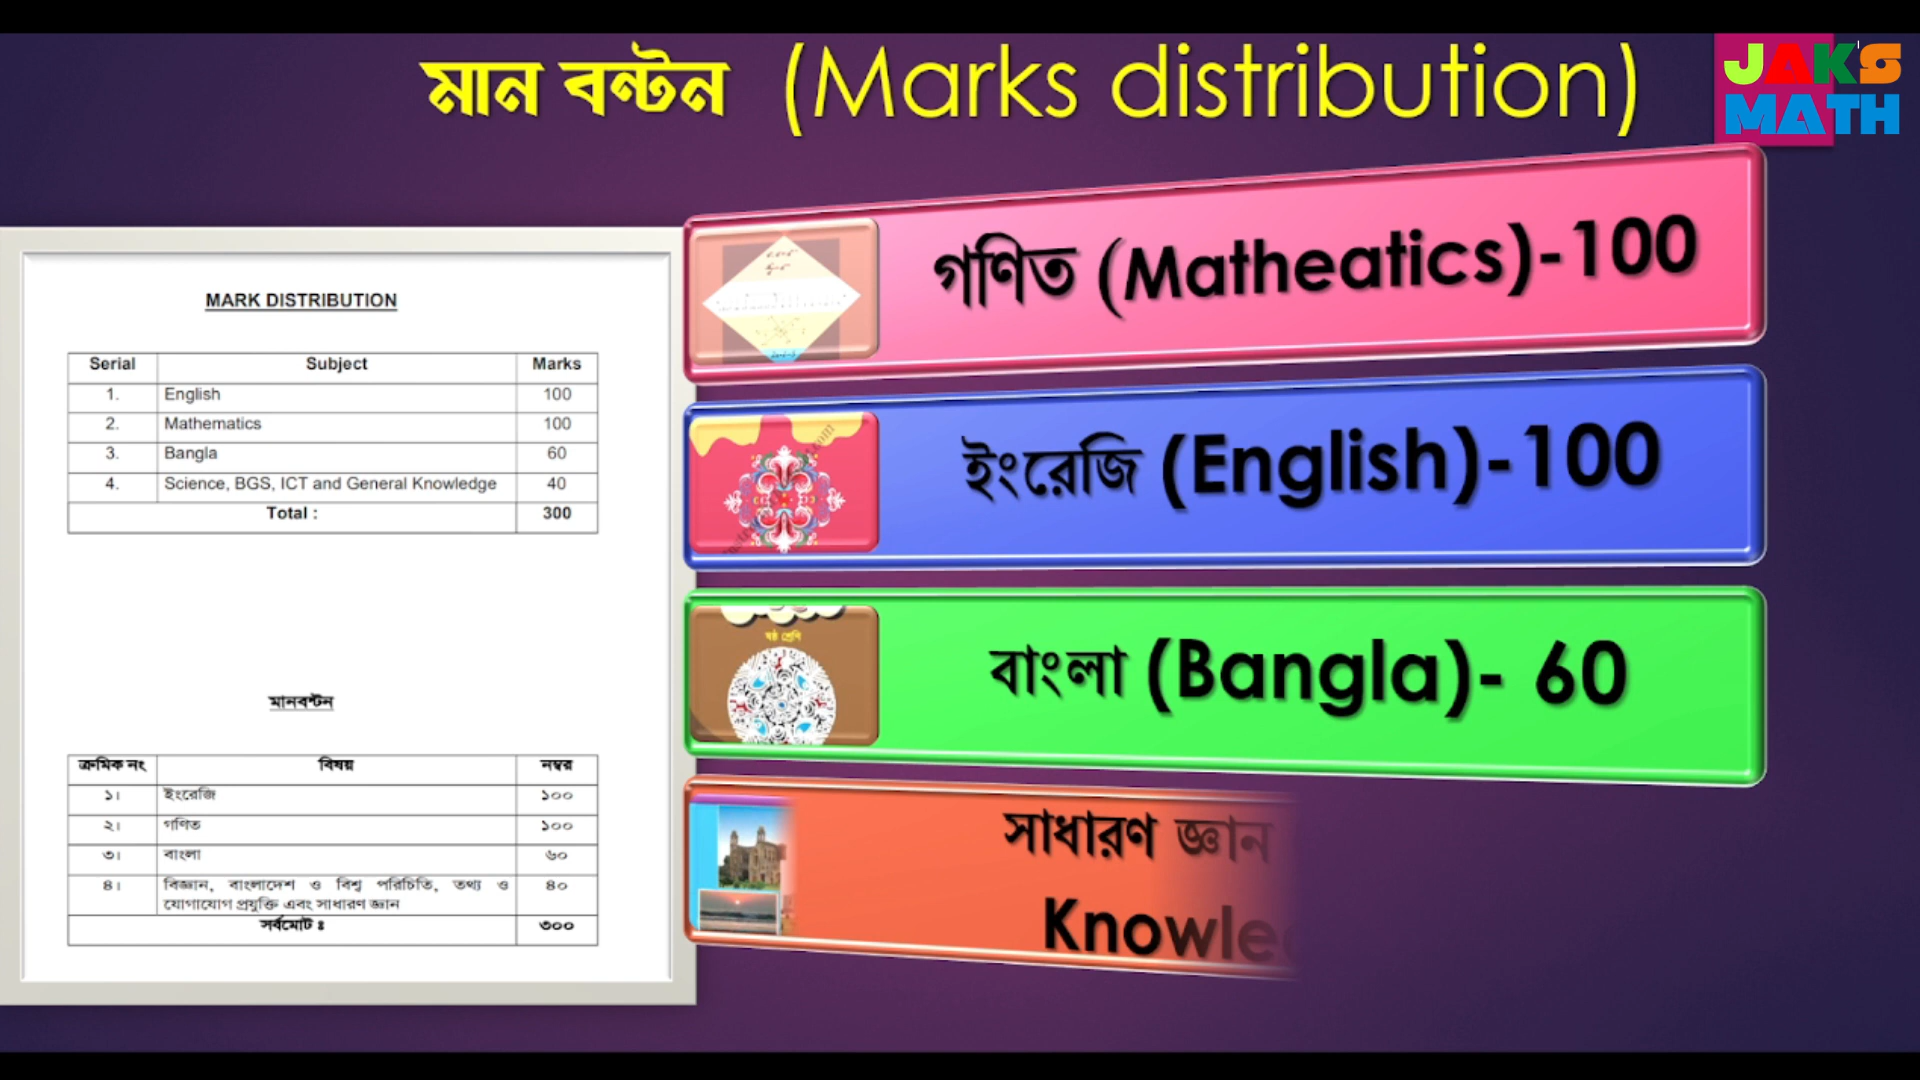 মান বন্টন (Marks distribution)
JAK'S
MATH
MARK DISTRIBUTION
Serial Subject Marks
1. English 100
2. Mathematics 100
3. Bangla 60
4. Science, BGS, ICT and General Knowledge 40
Total : 300
মানবন্টন
ক্রমিক নং বিষয় নম্বর
১। ইংরেজি ১০০
২। গণিত ১০০
৩। বাংলা ৬০
৪। বিজ্ঞান, বাংলাদেশ ও বিশ্ব পরিচিতি, তথ্য ও ৪০
যোগাযোগ প্রযুক্তি এবং সাধারণ জ্ঞান
সর্বমোট ঃ ৩০০
গণিত (Matheatics)-100
ইংরেজি (English)-100
ষষ্ঠ শ্রেণি
বাংলা (Bangla)- 60
সাধারণ জ্ঞান